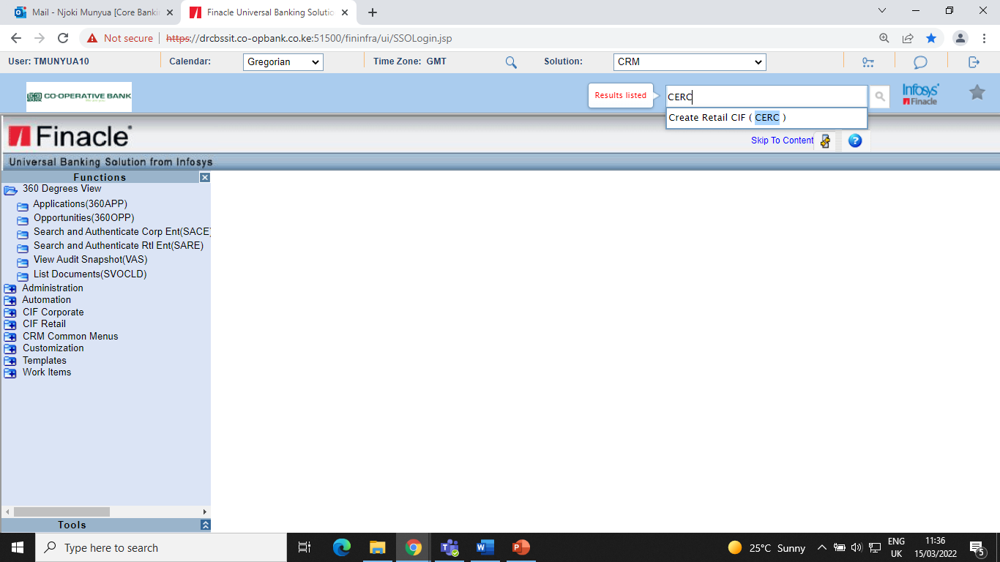 Mail - Njoki Munyua [Core Banki
Finacle Universal Banking Solutio
Not secure
https://drcbssit.co-opbank.co.ke:51500/fininfra/ui/SSOLogin.jsp
User: TMUNYUA10
Calendar:
Gregorian
Time Zone: GMT
Solution:
CRM
CO-OPERATIVE BANK
Results listed
CERC
Infosys
Finacle
Create Retail CIF ( CERC )
Finacle
Skip To Content
Universal Banking Solution from Infosys
Functions
360 Degrees View
Applications(360APP)
Opportunities(360OPP)
Search and Authenticate Corp Ent(SACE)
Search and Authenticate Rtl Ent(SARE)
View Audit Snapshot(VAS)
List Documents(SVOCLD)
Administration
Automation
CIF Corporate
CIF Retail
CRM Common Menus
Customization
Templates
Work Items
Tools
Type here to search
25°C Sunny
ENG
UK
11:36
15/03/2022
5